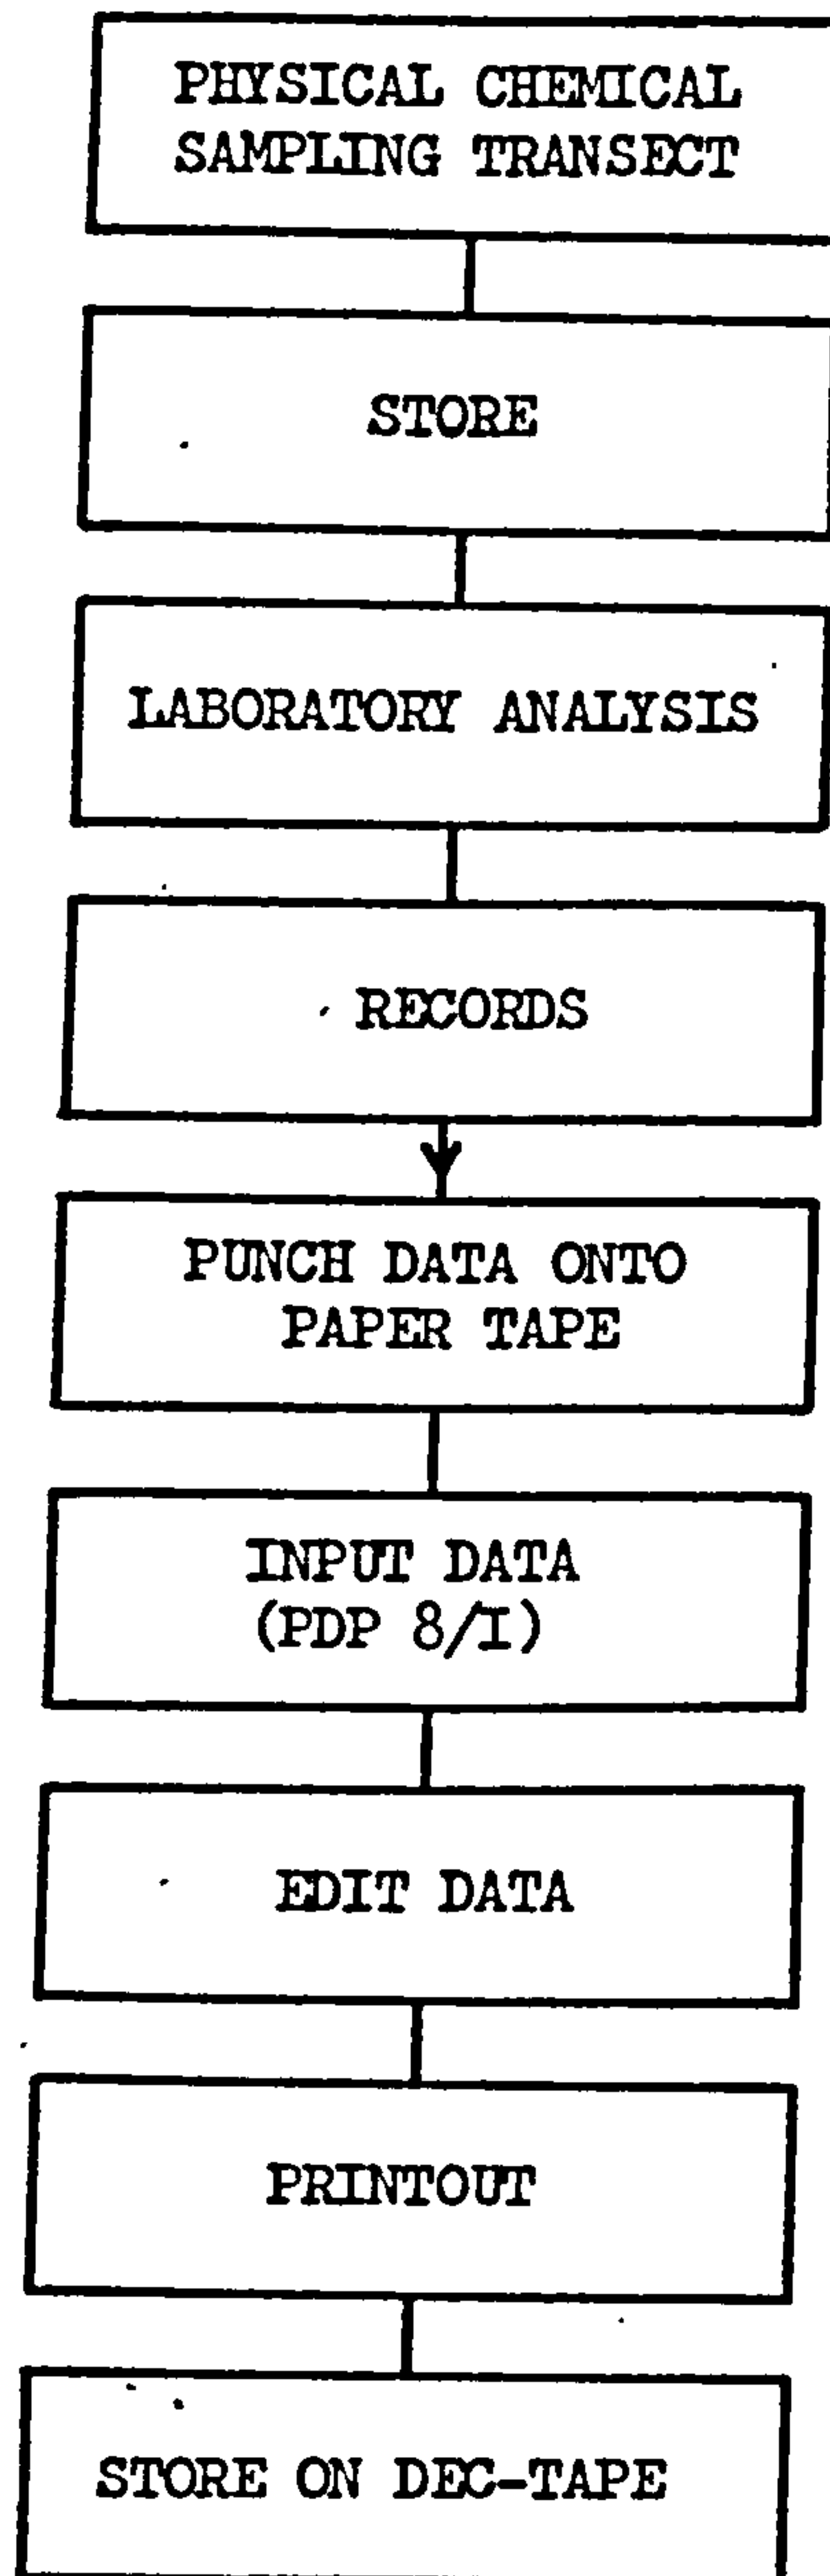 PHYSICAL CHEMICAL
SAMPLING TRANSECT
STORE
LABORATORY ANALYSIS
RECORDS
PUNCH DATA ONTO
PAPER TAPE
INPUT DATA
(PDP 8/I)
EDIT DATA
PRINTOUT
STORE ON DEC-TAPE